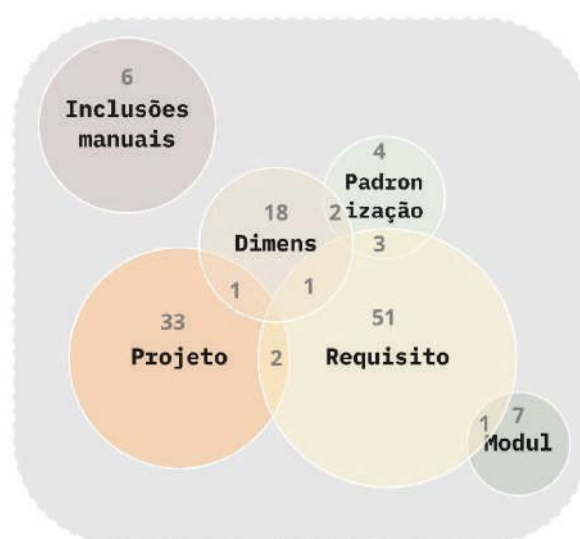 6
Inclusões
manuais
4
Padron
ização
18
2
Dimens
3
1
1
33
51
Projeto
2
Requisito
1
7
Modul